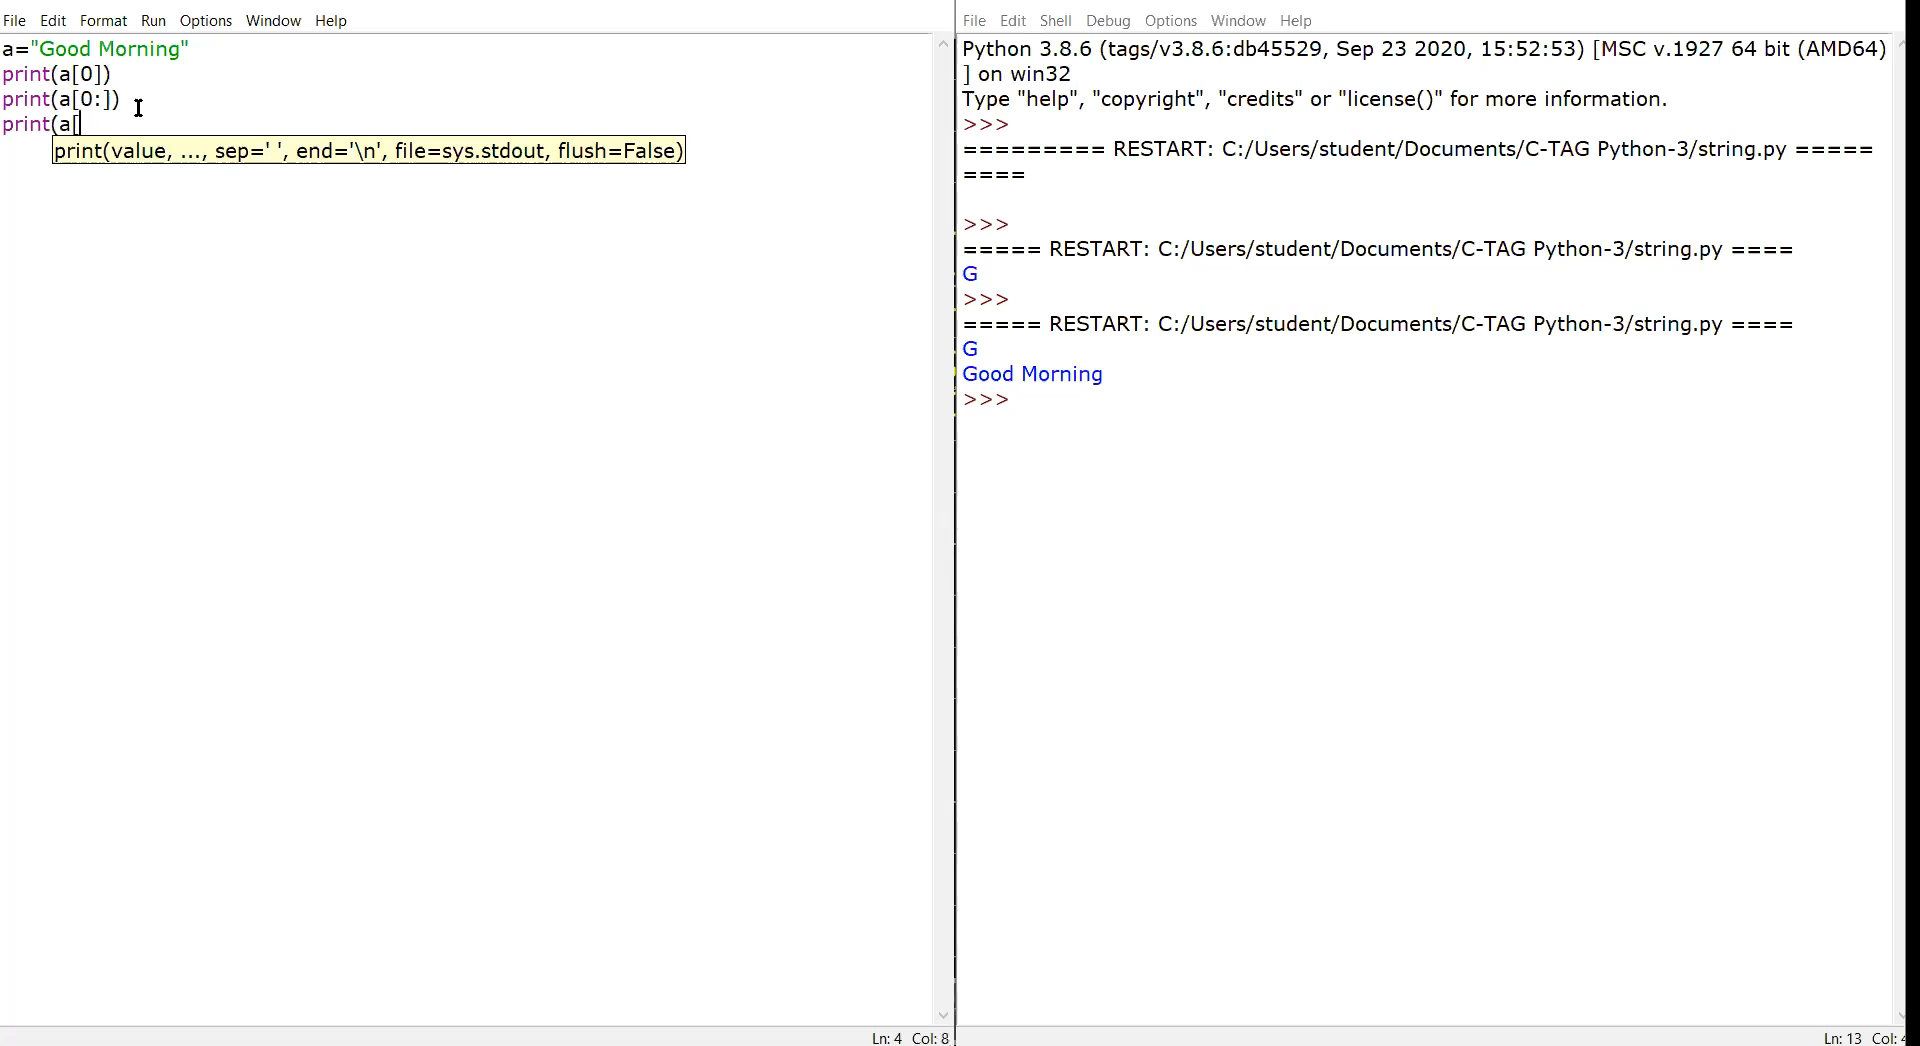 File Edit Format Run Options Window Help
a="Good Morning"
print(a[0])
print(a[0:])
print(a[
print(value, ..., sep=' ', end='\n', file=sys.stdout, flush=False)
Ln: 4 Col: 8
File Edit Shell Debug Options Window Help
Python 3.8.6 (tags/v3.8.6:db45529, Sep 23 2020, 15:52:53) [MSC v.1927 64 bit (AMD64)
] on win32
Type "help", "copyright", "credits" or "license()" for more information.
>>>
========= RESTART: C:/Users/student/Documents/C-TAG Python-3/string.py =====
====
>>>
===== RESTART: C:/Users/student/Documents/C-TAG Python-3/string.py ====
G
>>>
===== RESTART: C:/Users/student/Documents/C-TAG Python-3/string.py ====
G
Good Morning
>>>
Ln: 13 Col: 4